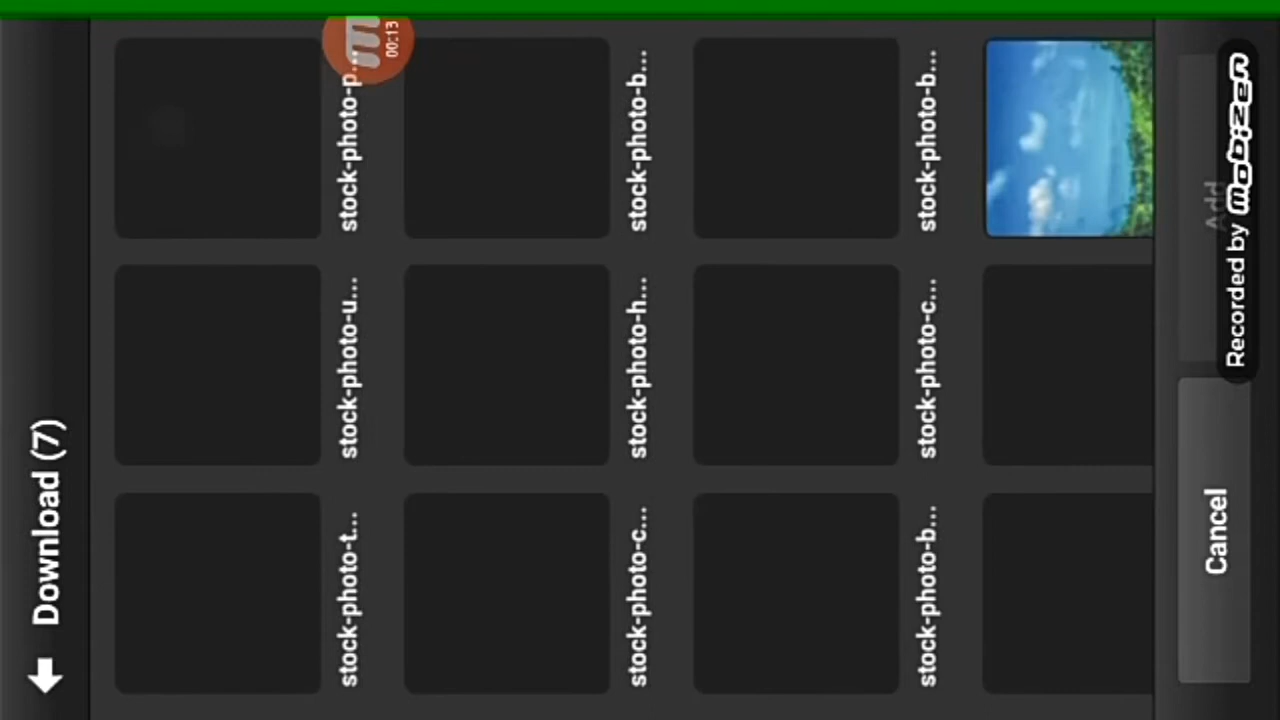 Download (7)
00:13
stock-photo-t...
stock-photo-u...
stock-photo-p...
stock-photo-c...
stock-photo-h...
stock-photo-b...
stock-photo-b...
stock-photo-c...
stock-photo-b...
Cancel
Add
Recorded by mobizen